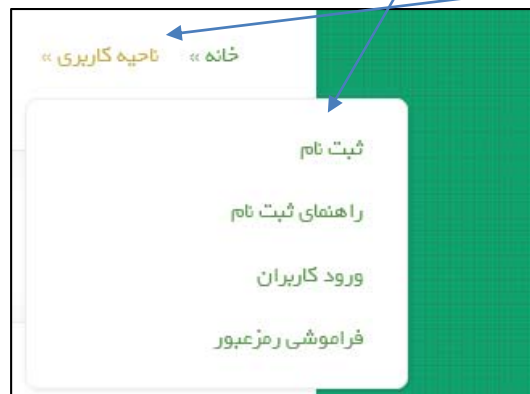 خانه » ناحیه کاربری »
ثبت نام
راهنمای ثبت نام
ورود کاربران
فراموشی رمزعبور